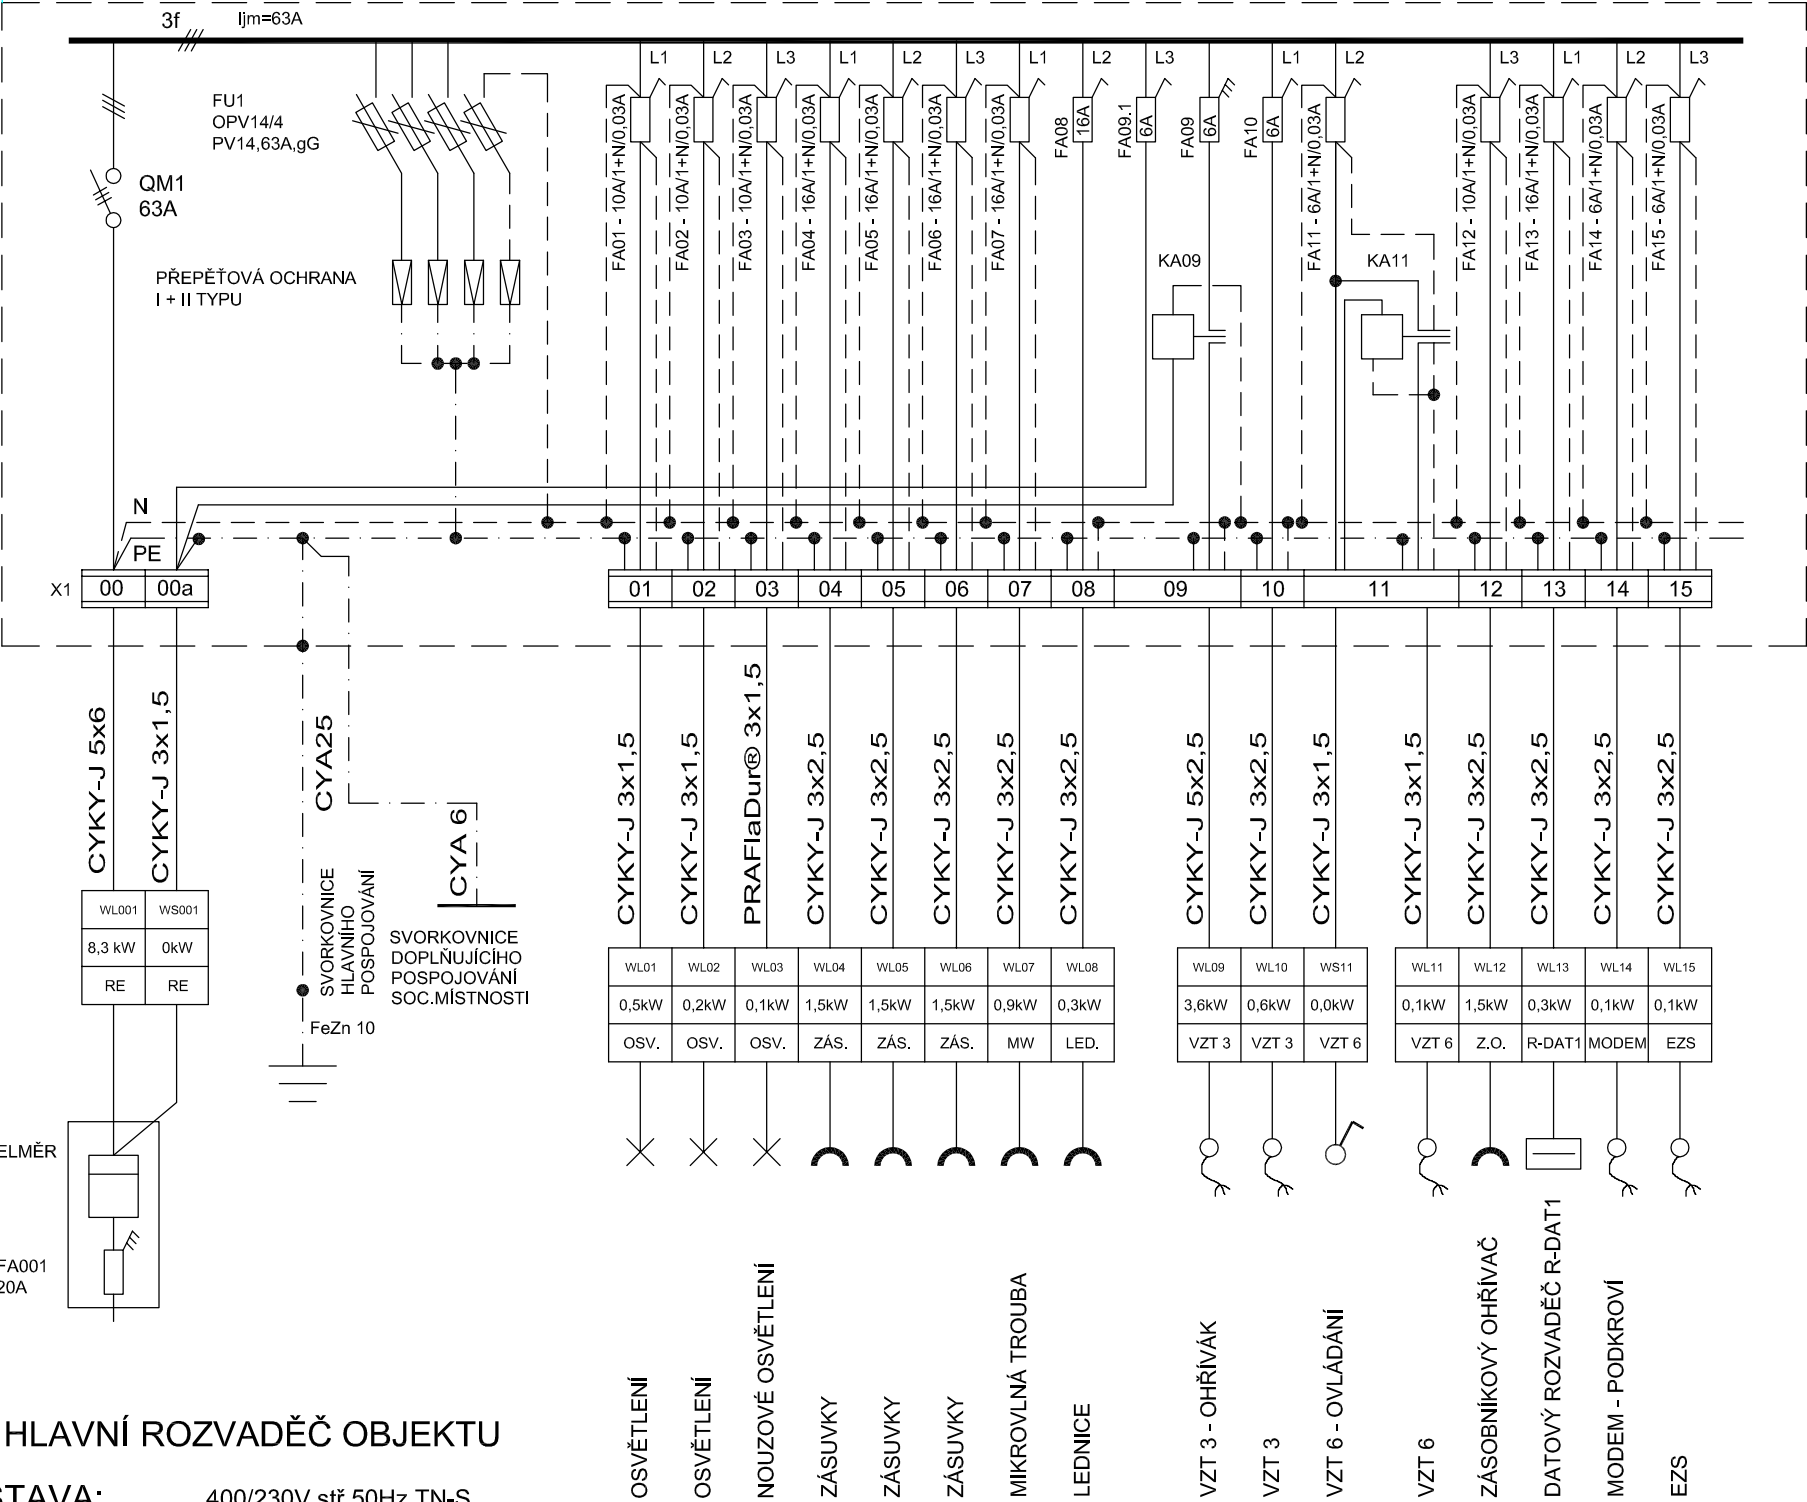 3f
Ijm=63A
L1
L2
L3
L1
L2
L3
L1
L2
L3
L1
L2
L3
L1
L2
L3
FU1
OPV14/4
PV14,63A,gG
QM1
63A
PŘEPĚŤOVÁ OCHRANA
I + II TYPU
FA01 - 10A/1+N/0,03A
FA02 - 10A/1+N/0,03A
FA03 - 10A/1+N/0,03A
FA04 - 16A/1+N/0,03A
FA05 - 16A/1+N/0,03A
FA06 - 16A/1+N/0,03A
FA07 - 16A/1+N/0,03A
FA08
16A
FA09.1
6A
FA09
6A
FA10
6A
FA11 - 6A/1+N/0,03A
FA12 - 10A/1+N/0,03A
FA13 - 16A/1+N/0,03A
FA14 - 6A/1+N/0,03A
FA15 - 6A/1+N/0,03A
KA09
KA11
N
PE
X1
00
00a
01
02
03
04
05
06
07
08
09
10
11
12
13
14
15
CYKY-J 5x6
CYKY-J 3x1,5
CYA25
CYA 6
CYKY-J 3x1,5
CYKY-J 3x1,5
PRAFlaDur® 3x1,5
CYKY-J 3x2,5
CYKY-J 3x2,5
CYKY-J 3x2,5
CYKY-J 3x2,5
CYKY-J 3x2,5
CYKY-J 5x2,5
CYKY-J 3x2,5
CYKY-J 3x1,5
CYKY-J 3x1,5
CYKY-J 3x2,5
CYKY-J 3x2,5
CYKY-J 3x2,5
CYKY-J 3x2,5
SVORKOVNICE
HLAVNÍHO
POSPOJOVÁNÍ
SVORKOVNICE
DOPLŇUJÍCÍHO
POSPOJOVÁNÍ
SOC.MÍSTNOSTI
FeZn 10
WL001
WS001
8,3 kW
0kW
RE
RE
WL01
WL02
WL03
WL04
WL05
WL06
WL07
WL08
WL09
WL10
WS11
WL11
WL12
WL13
WL14
WL15
0,5kW
0,2kW
0,1kW
1,5kW
1,5kW
1,5kW
0,9kW
0,3kW
3,6kW
0,6kW
0,0kW
0,1kW
1,5kW
0,3kW
0,1kW
0,1kW
OSV.
OSV.
OSV.
ZÁS.
ZÁS.
ZÁS.
MW
LED.
VZT 3
VZT 3
VZT 6
VZT 6
Z.O.
R-DAT1
MODEM
EZS
ELMĚR
FA001
20A
OSVĚTLENÍ
OSVĚTLENÍ
NOUZOVÉ OSVĚTLENÍ
ZÁSUVKY
ZÁSUVKY
ZÁSUVKY
MIKROVLNÁ TROUBA
LEDNICE
VZT 3 - OHŘÍVÁK
VZT 3
VZT 6 - OVLÁDÁNÍ
VZT 6
ZÁSOBNÍKOVÝ OHŘÍVAČ
DATOVÝ ROZVADĚČ R-DAT1
MODEM - PODKROVÍ
EZS
HLAVNÍ ROZVADĚČ OBJEKTU
STAVA:
400/230V stř.50Hz TN-S